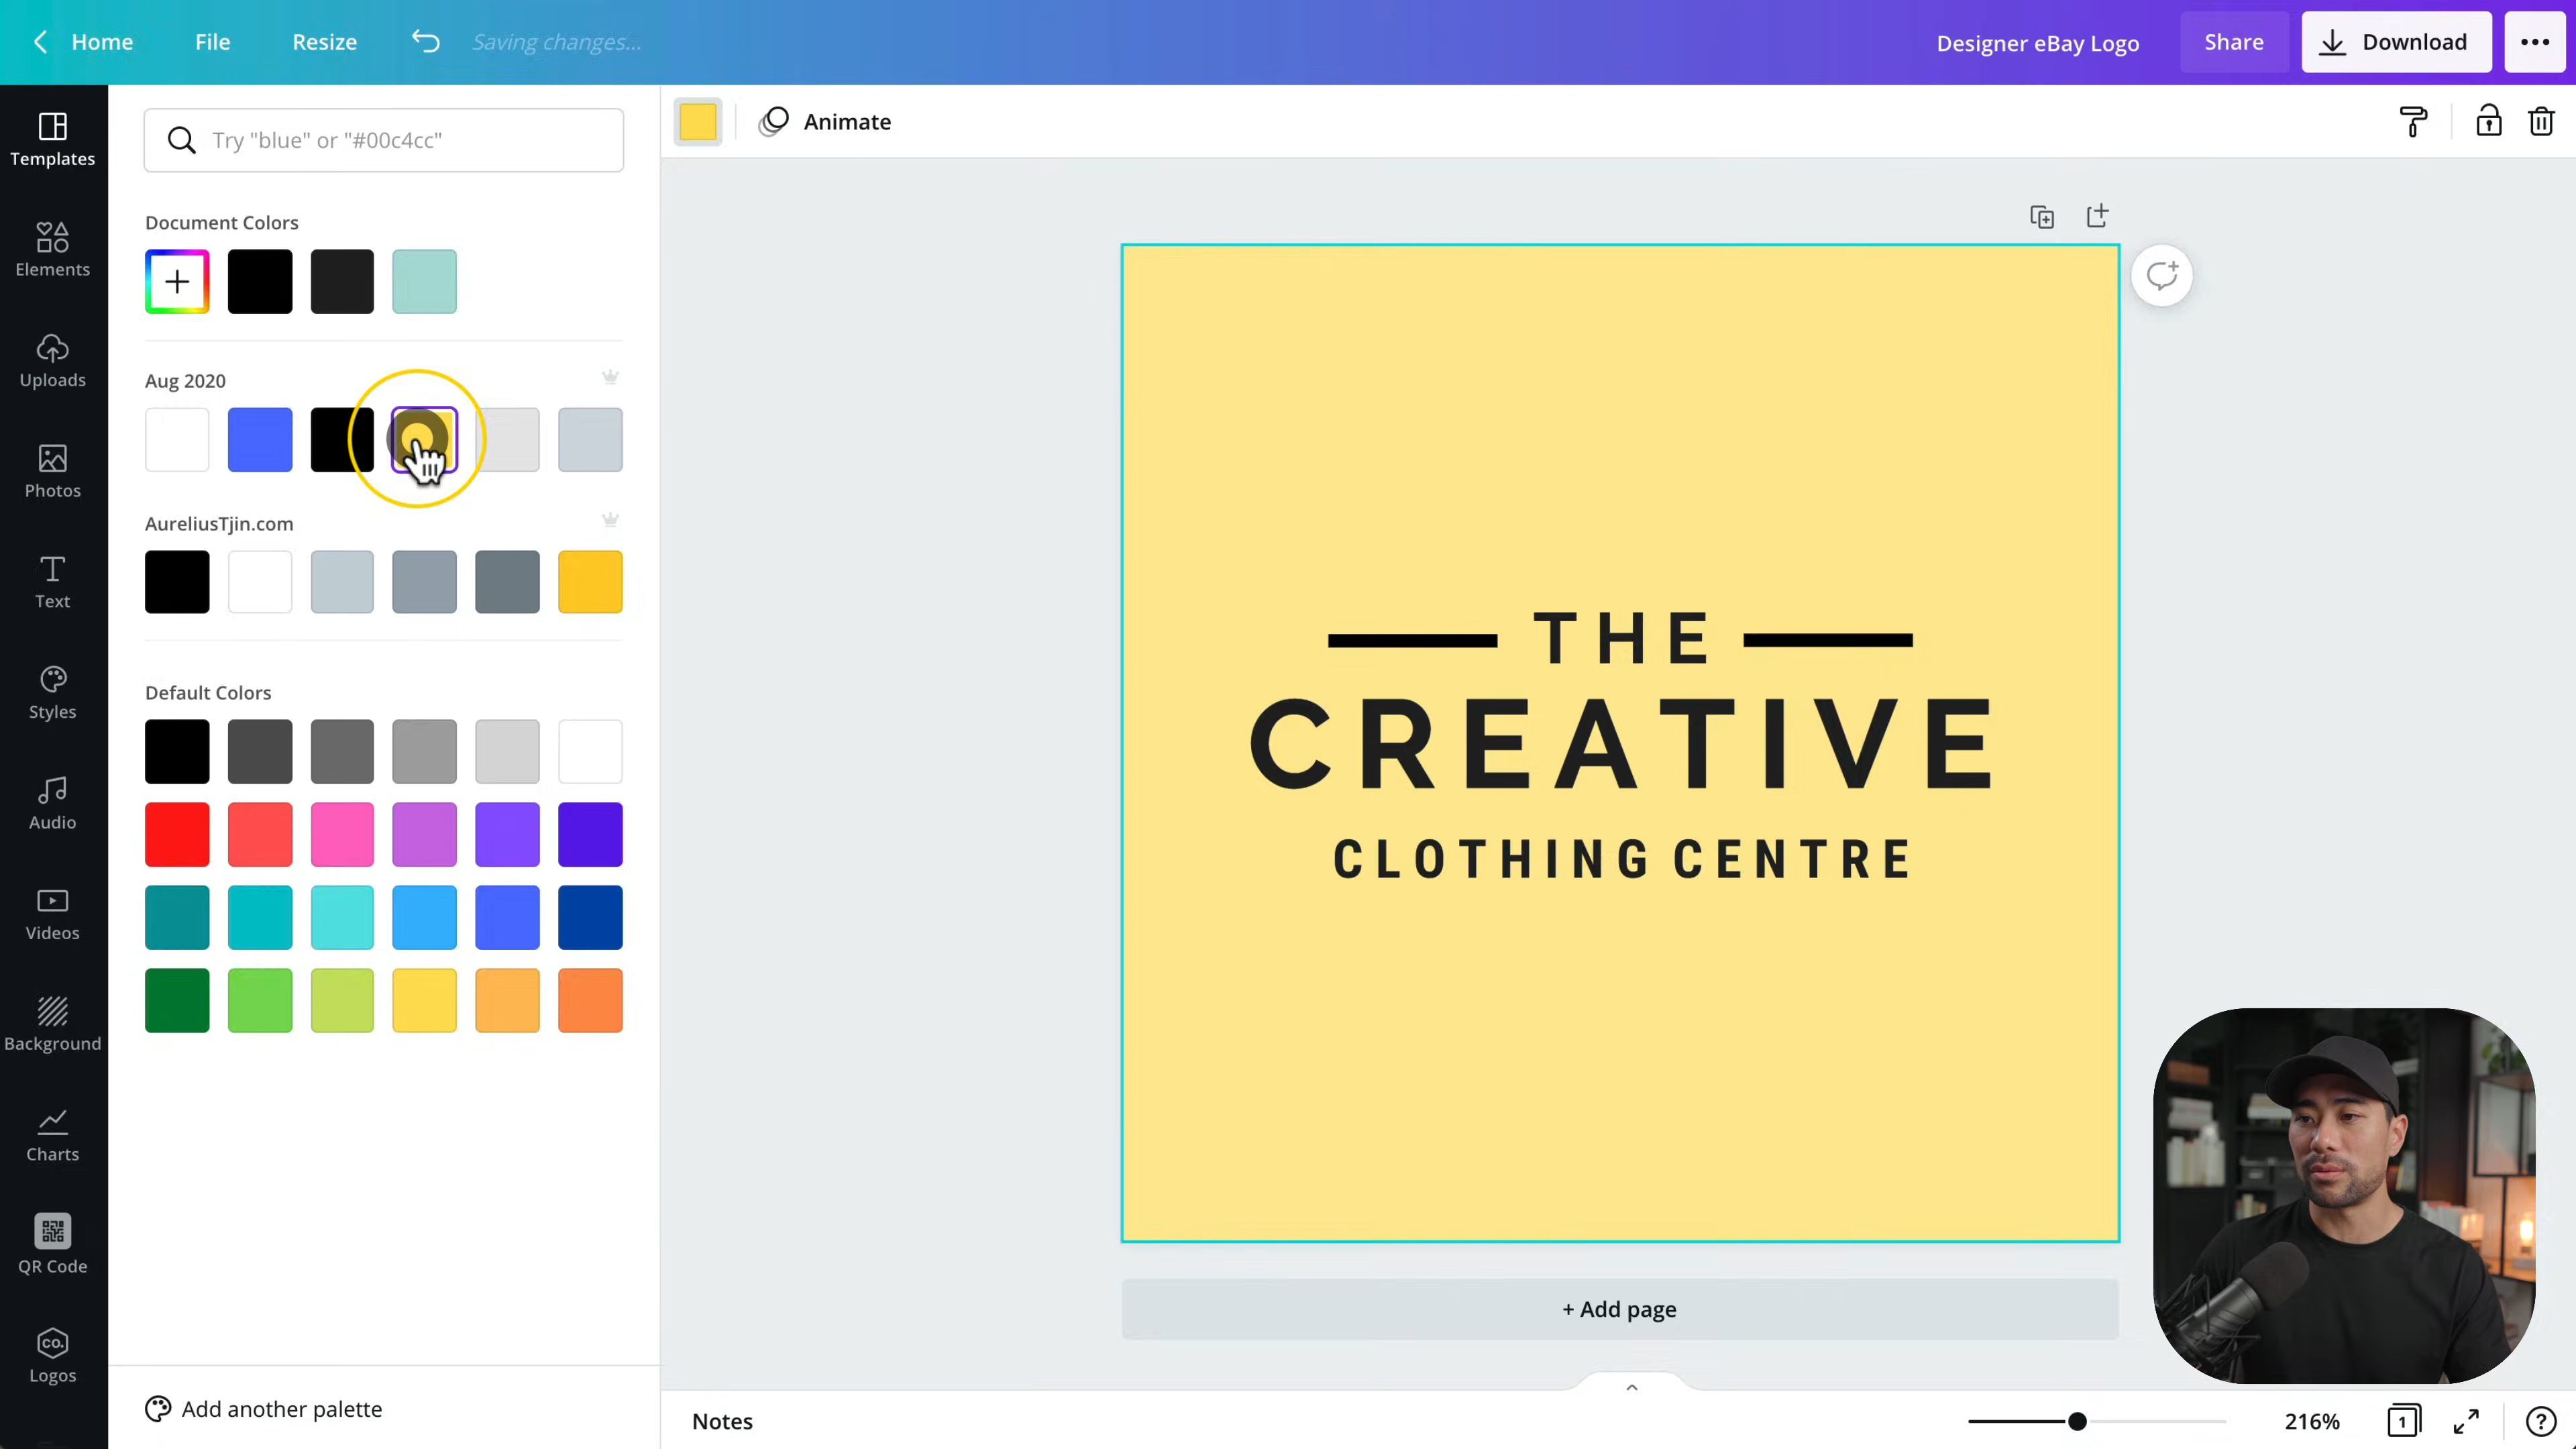 Home File Resize Saving changes... Designer eBay Logo Share Download
Templates
Elements
Uploads
Photos
Text
Styles
Audio
Videos
Background
Charts
QR Code
CO.
Logos
Try "blue" or "#00c4cc"
Document Colors
Aug 2020
AureliusTjin.com
Default Colors
Add another palette
Animate
THE
CREATIVE
CLOTHING CENTRE
+ Add page
Notes 216% 1 ?